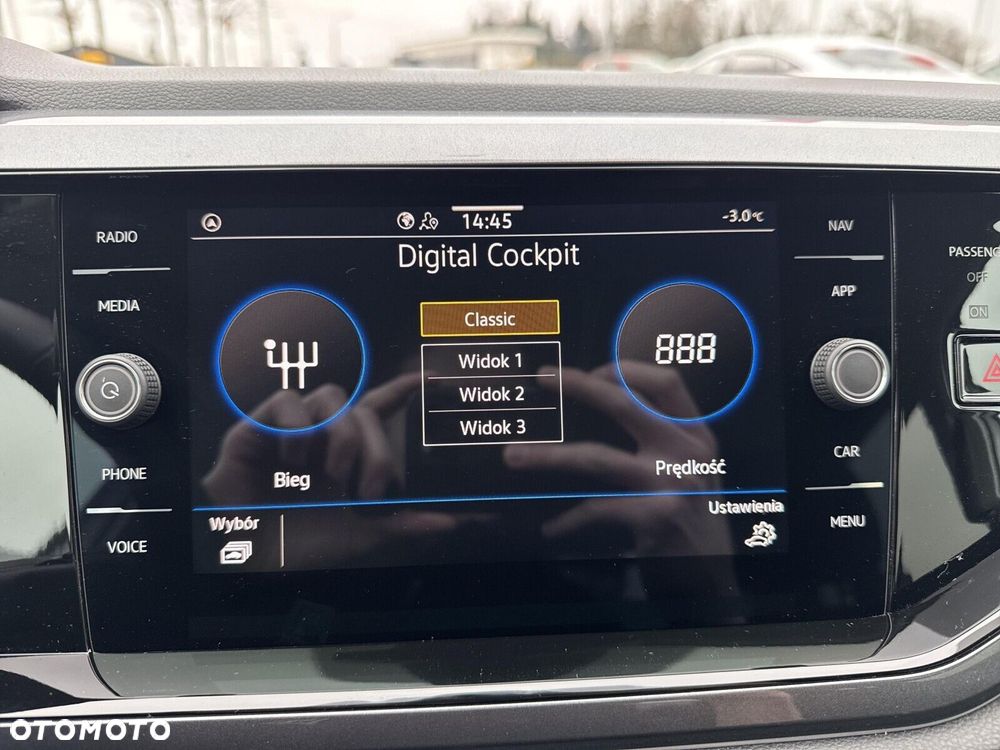 14:45
-3.0°C
Digital Cockpit
RADIO
MEDIA
PHONE
VOICE
Classic
Widok 1
Widok 2
Widok 3
888
Bieg
Prędkość
Wybór
Ustawienia
NAV
APP
CAR
MENU
PASSENG
OFF
ON
OTOMOTO